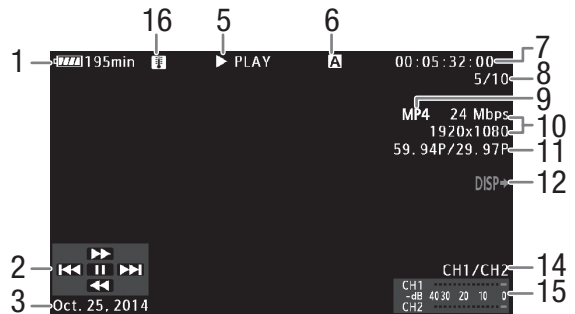 16 5 6
1 195min PLAY A 00:05:32:00 7
5/10 8
9
MP4 24 Mbps 10
1920x1080
59.94P/29.97P 11
DISP 12
2 CH1/CH2 14
CH1
-dB 40 30 20 10 0 15
CH2
3 Oct. 25, 2014